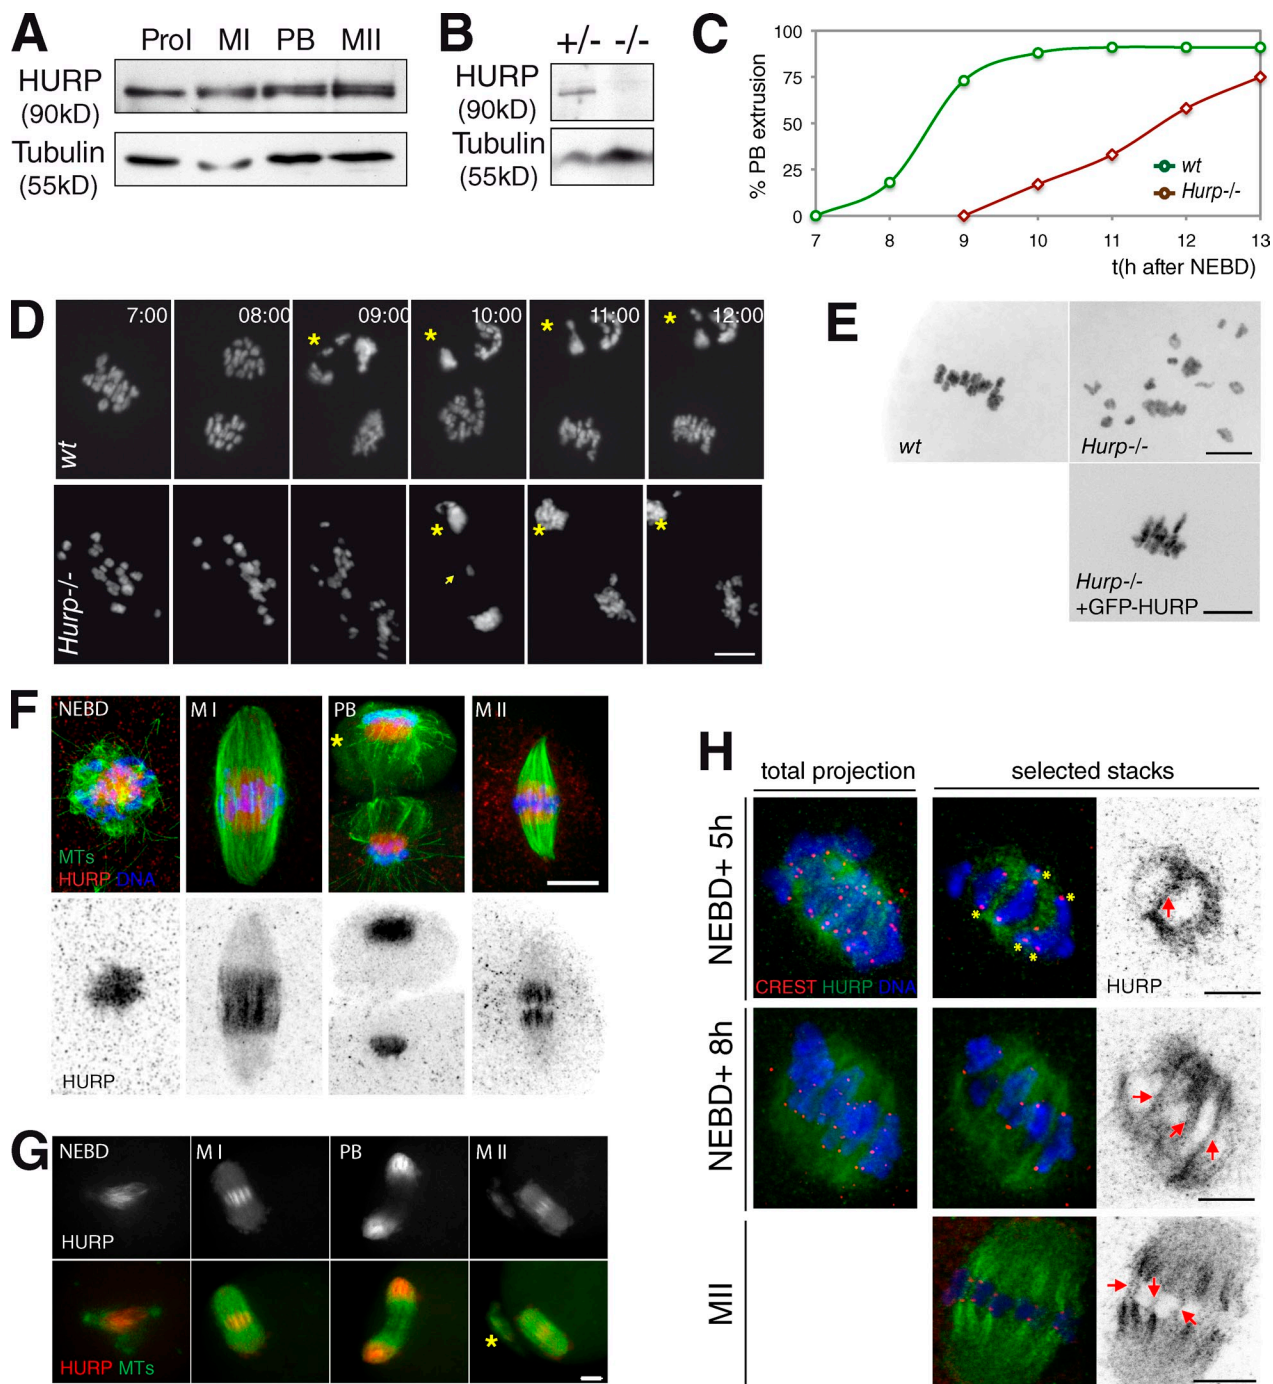 A
ProI MI PB MII
HURP
(90kD)
Tubulin
(55kD)
B
+/- -/-
HURP
(90kD)
Tubulin
(55kD)
C
% PB extrusion
100
75
50
25
0
7 8 9 10 11 12 13
t(h after NEBD)
wt
Hurp-/-
D
7:00 08:00 09:00 10:00 11:00 12:00
*
*
*
*
wt
*
*
*
Hurp-/-
E
wt
Hurp-/-
Hurp-/-
+GFP-HURP
F
NEBD M I PB M II
*
MTs
HURP DNA
HURP
G
NEBD M I PB M II
HURP
*
HURP MTs
H
total projection selected stacks
NEBD+ 5h
*
*
*
*
*
CREST HURP DNA
HURP
NEBD+ 8h
MII